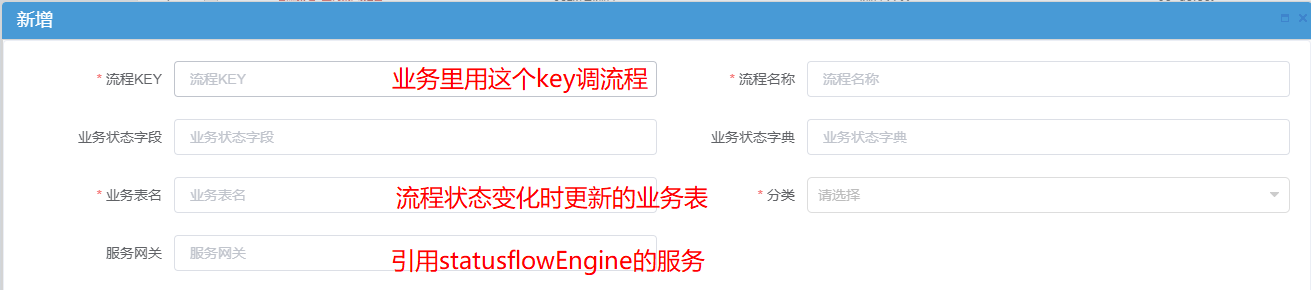 新增
* 流程KEY 流程KEY 业务里用这个key调流程 * 流程名称 流程名称
业务状态字段 业务状态字段 业务状态字典 业务状态字典
* 业务表名 业务表名 流程状态变化时更新的业务表 * 分类 请选择
服务网关 服务网关 引用statusflowEngine的服务